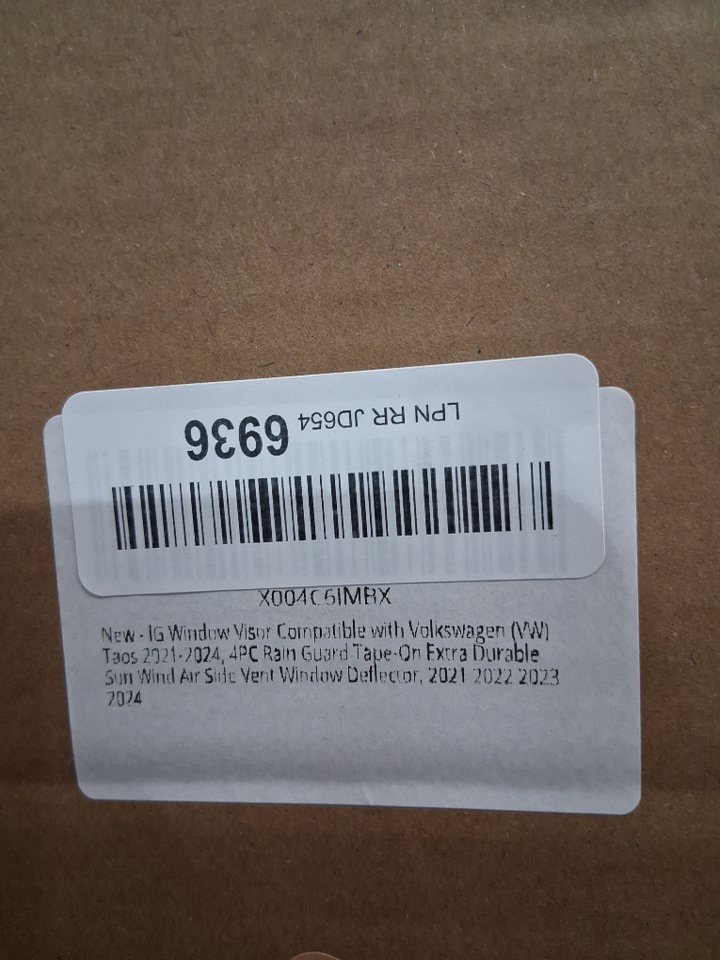 LPN RR JD654 6936
X004C6IMBX
New - IG Window Visor Compatible with Volkswagen (VW)
Taos 2021-2024, 4PC Rain Guard Tape-On Extra Durable
Sun Wind Air Side Vent Window Deflector, 2021 2022 2023
2024